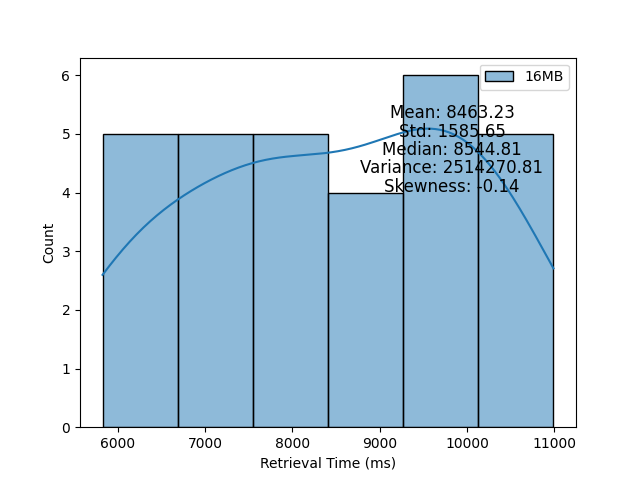 16MB
Mean: 8463.23
Std: 1585.65
Median: 8544.81
Variance: 2514270.81
Skewness: -0.14
6
5
4
3
2
1
0
Count
6000 7000 8000 9000 10000 11000
Retrieval Time (ms)